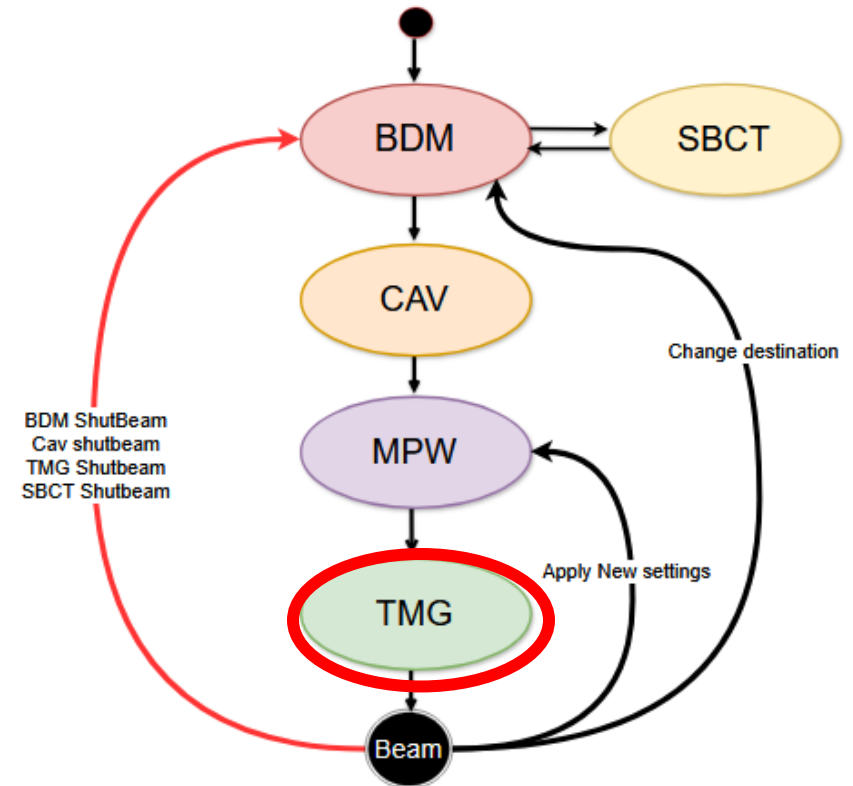 BDM
SBCT
CAV
Change destination
BDM ShutBeam
Cav shutbeam
TMG Shutbeam
SBCT Shutbeam
MPW
Apply New settings
TMG
Beam